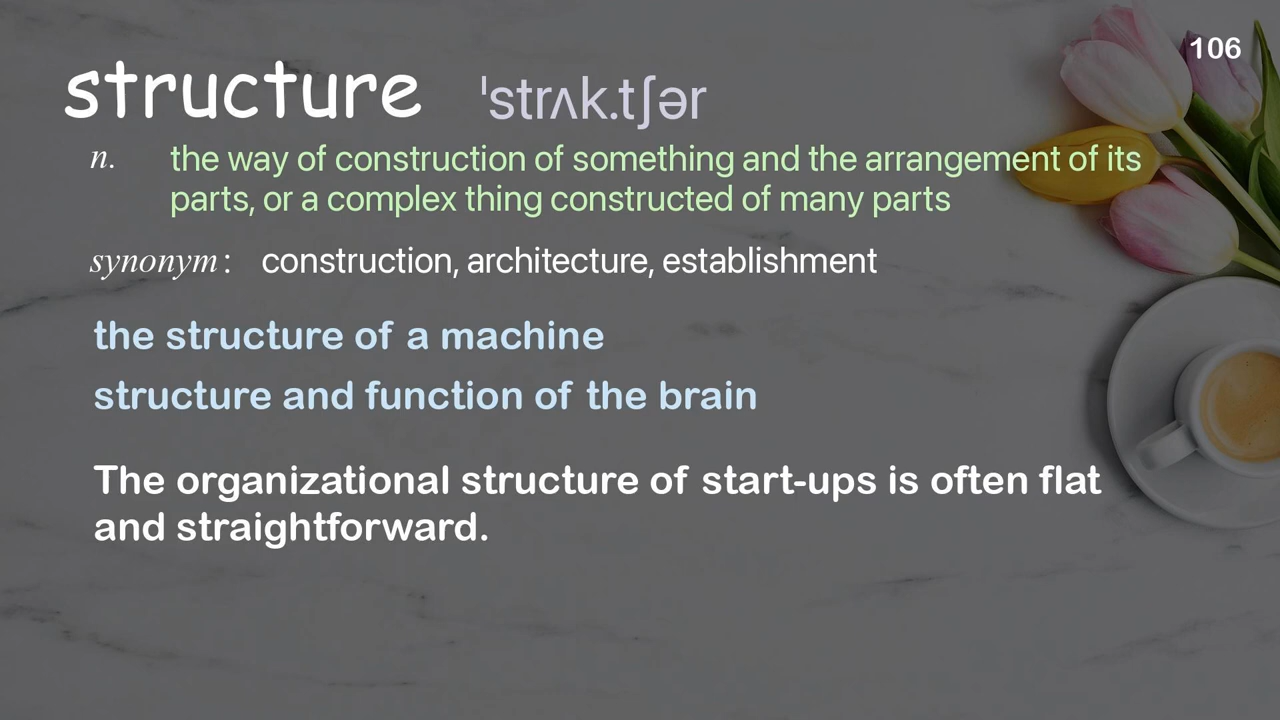 106
structure ˈstrʌk.tʃər
n. the way of construction of something and the arrangement of its
parts, or a complex thing constructed of many parts
synonym: construction, architecture, establishment
the structure of a machine
structure and function of the brain
The organizational structure of start-ups is often flat
and straightforward.